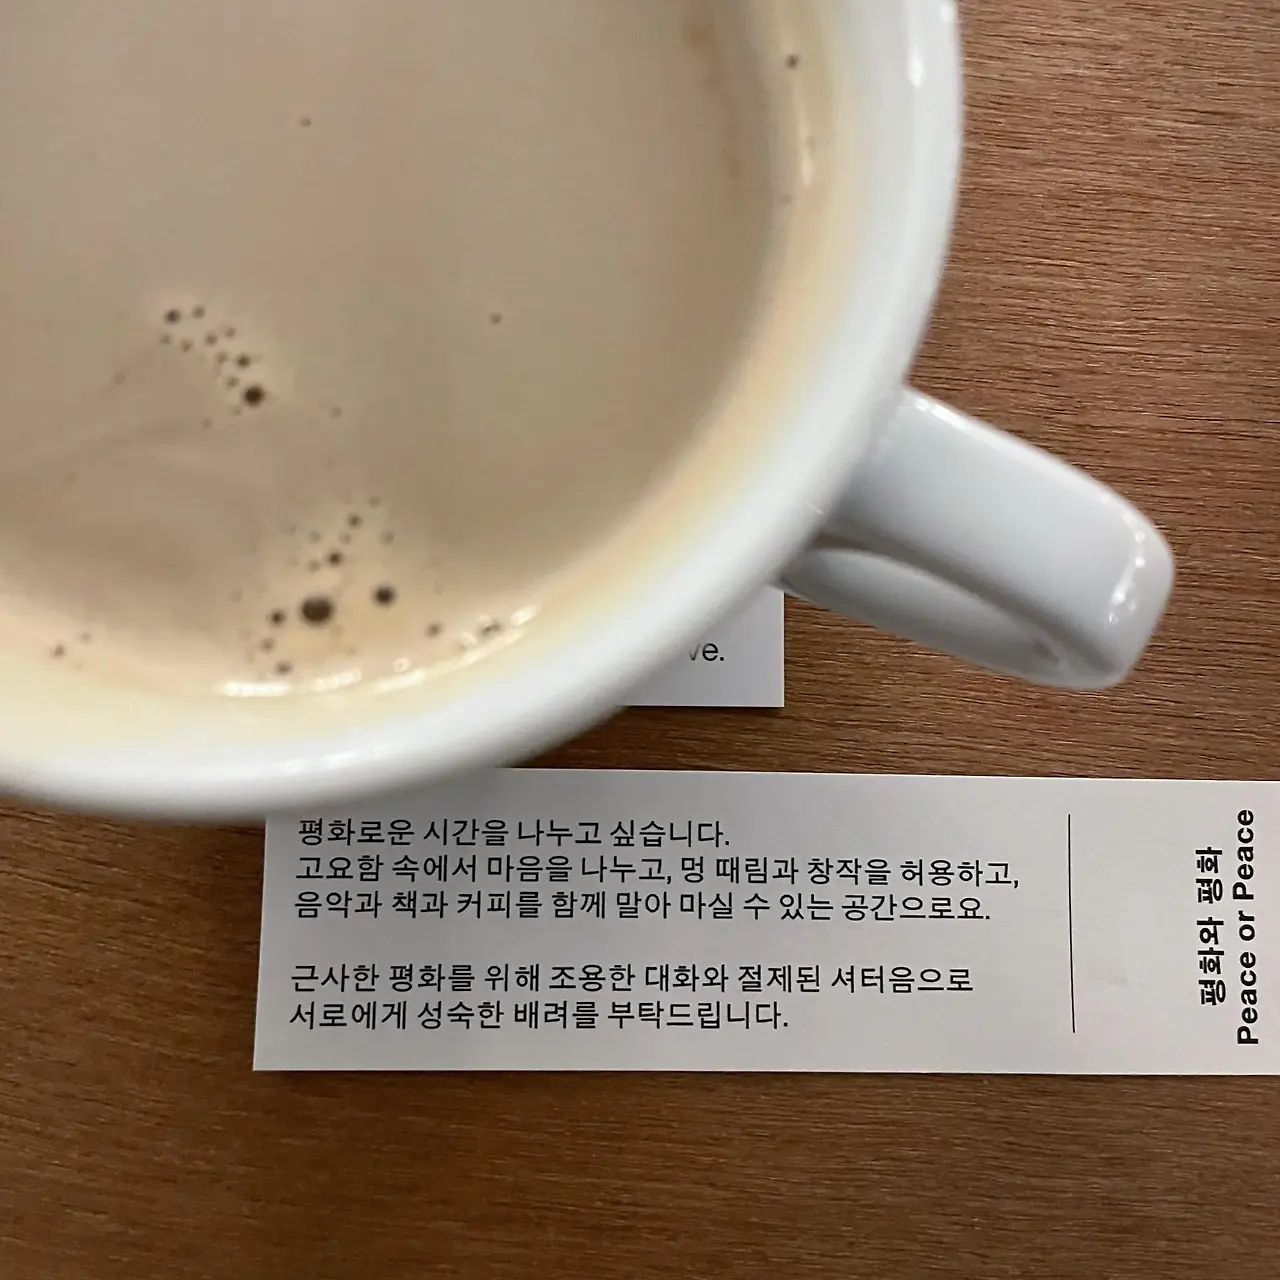 평화로운 시간을 나누고 싶습니다.
고요함 속에서 마음을 나누고, 멍 때림과 창작을 허용하고,
음악과 책과 커피를 함께 말아 마실 수 있는 공간으로요.
근사한 평화를 위해 조용한 대화와 절제된 셔터음으로
서로에게 성숙한 배려를 부탁드립니다.
평화와 평화
Peace or Peace